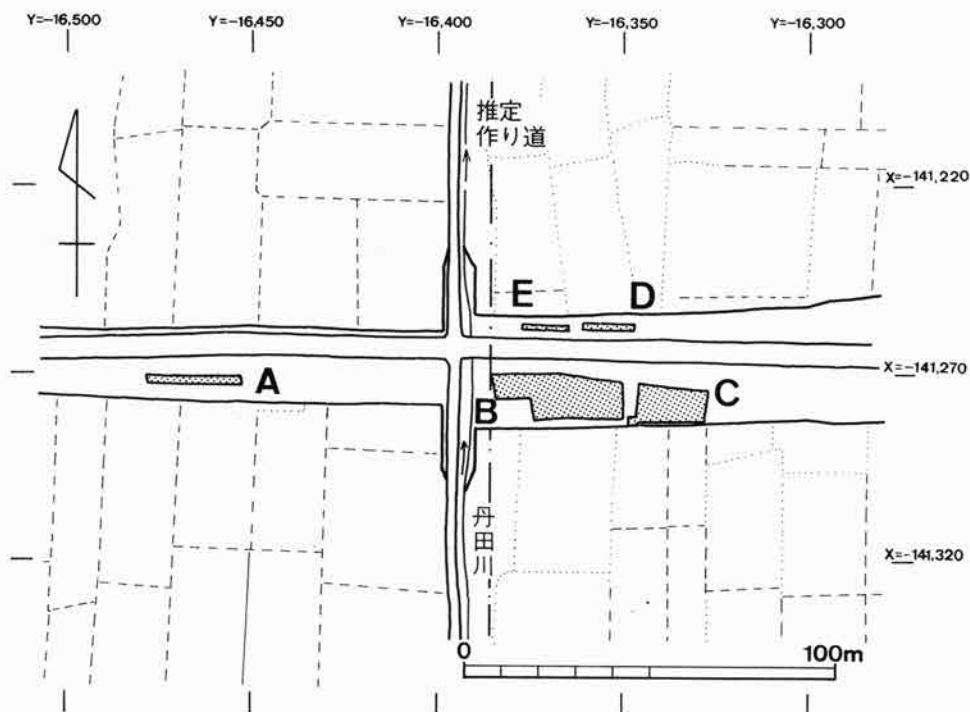 Y=-16,500
Y=-16,450
Y=-16,400
Y=-16,350
Y=-16,300
推定
作り道
X=-141,220
E
D
A
X=-141,270
B
C
丹田川
X=-141,320
0
100m